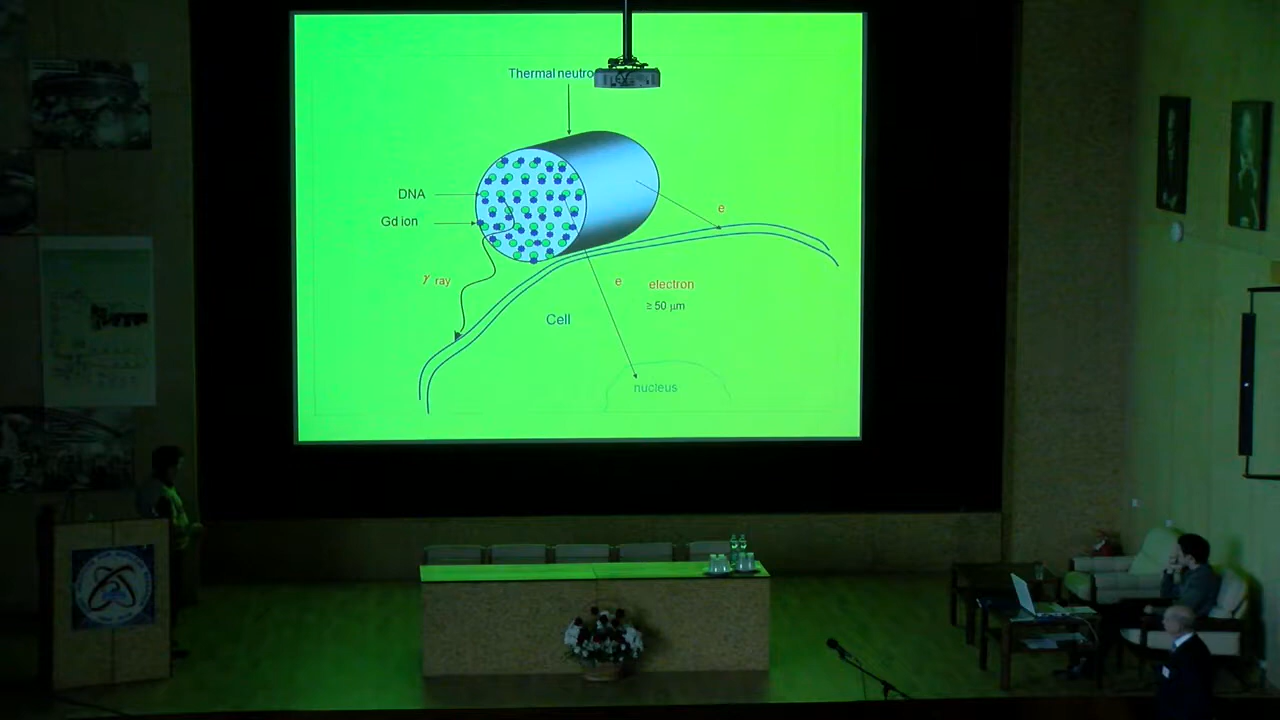 Thermal neutro
DNA
Gd ion
e
γ ray
e electron
≥ 50 μm
Cell
nucleus